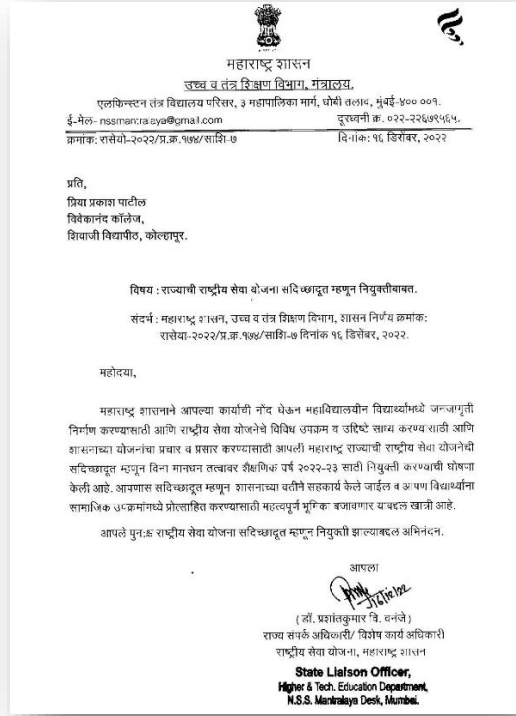 महाराष्ट्र शासन
उच्च व तंत्र शिक्षण विभाग, मंत्रालय.
एलफिन्स्टन तंत्र विद्यालय परिसर, ३ महापालिका मार्ग, धोबी तलाव, मुंबई-४०० ००१.
ई-मेल- nssmantralaya@gmail.com दूरध्वनी क्र. ०२२-२२६७९५६५.
क्रमांक: रासेयो-२०२२/प्र.क्र.१७४/साशि-७ दिनांक: १६ डिसेंबर, २०२२
प्रति,
प्रिया प्रकाश पाटील
विवेकानंद कॉलेज,
शिवाजी विद्यापीठ, कोल्हापूर.
विषय : राज्याची राष्ट्रीय सेवा योजना सदिच्छादूत म्हणून नियुक्तीबाबत.
संदर्भ : महाराष्ट्र शासन, उच्च व तंत्र शिक्षण विभाग, शासन निर्णय क्रमांक:
रासेया-२०२२/प्र.क्र.१७४/साशि-७ दिनांक १६ डिसेंबर, २०२२.
महोदया,
महाराष्ट्र शासनाने आपल्या कार्याची नोंद घेऊन महाविद्यालयीन विद्यार्थ्यांमध्ये जनजागृती
निर्माण करण्यासाठी आणि राष्ट्रीय सेवा योजनेचे विविध उपक्रम व उद्दिष्टे साध्य करण्यासाठी आणि
शासनाच्या योजनांचा प्रचार व प्रसार करण्यासाठी आपली महाराष्ट्र राज्याची राष्ट्रीय सेवा योजनेची
सदिच्छादूत म्हणून विना मानधन तत्वावर शैक्षणिक वर्ष २०२२-२३ साठी नियुक्ती करण्याची घोषणा
केली आहे. आपणास सदिच्छादूत म्हणून शासनाच्या वतीने सहकार्य केले जाईल व आपण विद्यार्थ्यांना
सामाजिक उपक्रमांमध्ये प्रोत्साहित करण्यासाठी महत्वपूर्ण भूमिका बजावणार याबद्दल खात्री आहे.
आपले पुनःश्च राष्ट्रीय सेवा योजना सदिच्छादूत म्हणून नियुक्ती झाल्याबद्दल अभिनंदन.
आपला
16/12/22
( डॉ. प्रशांतकुमार वि. वनंजे )
राज्य संपर्क अधिकारी/ विशेष कार्य अधिकारी
राष्ट्रीय सेवा योजना, महाराष्ट्र शासन
State Liaison Officer,
Higher & Tech. Education Department,
N.S.S. Mantralaya Desk, Mumbai.